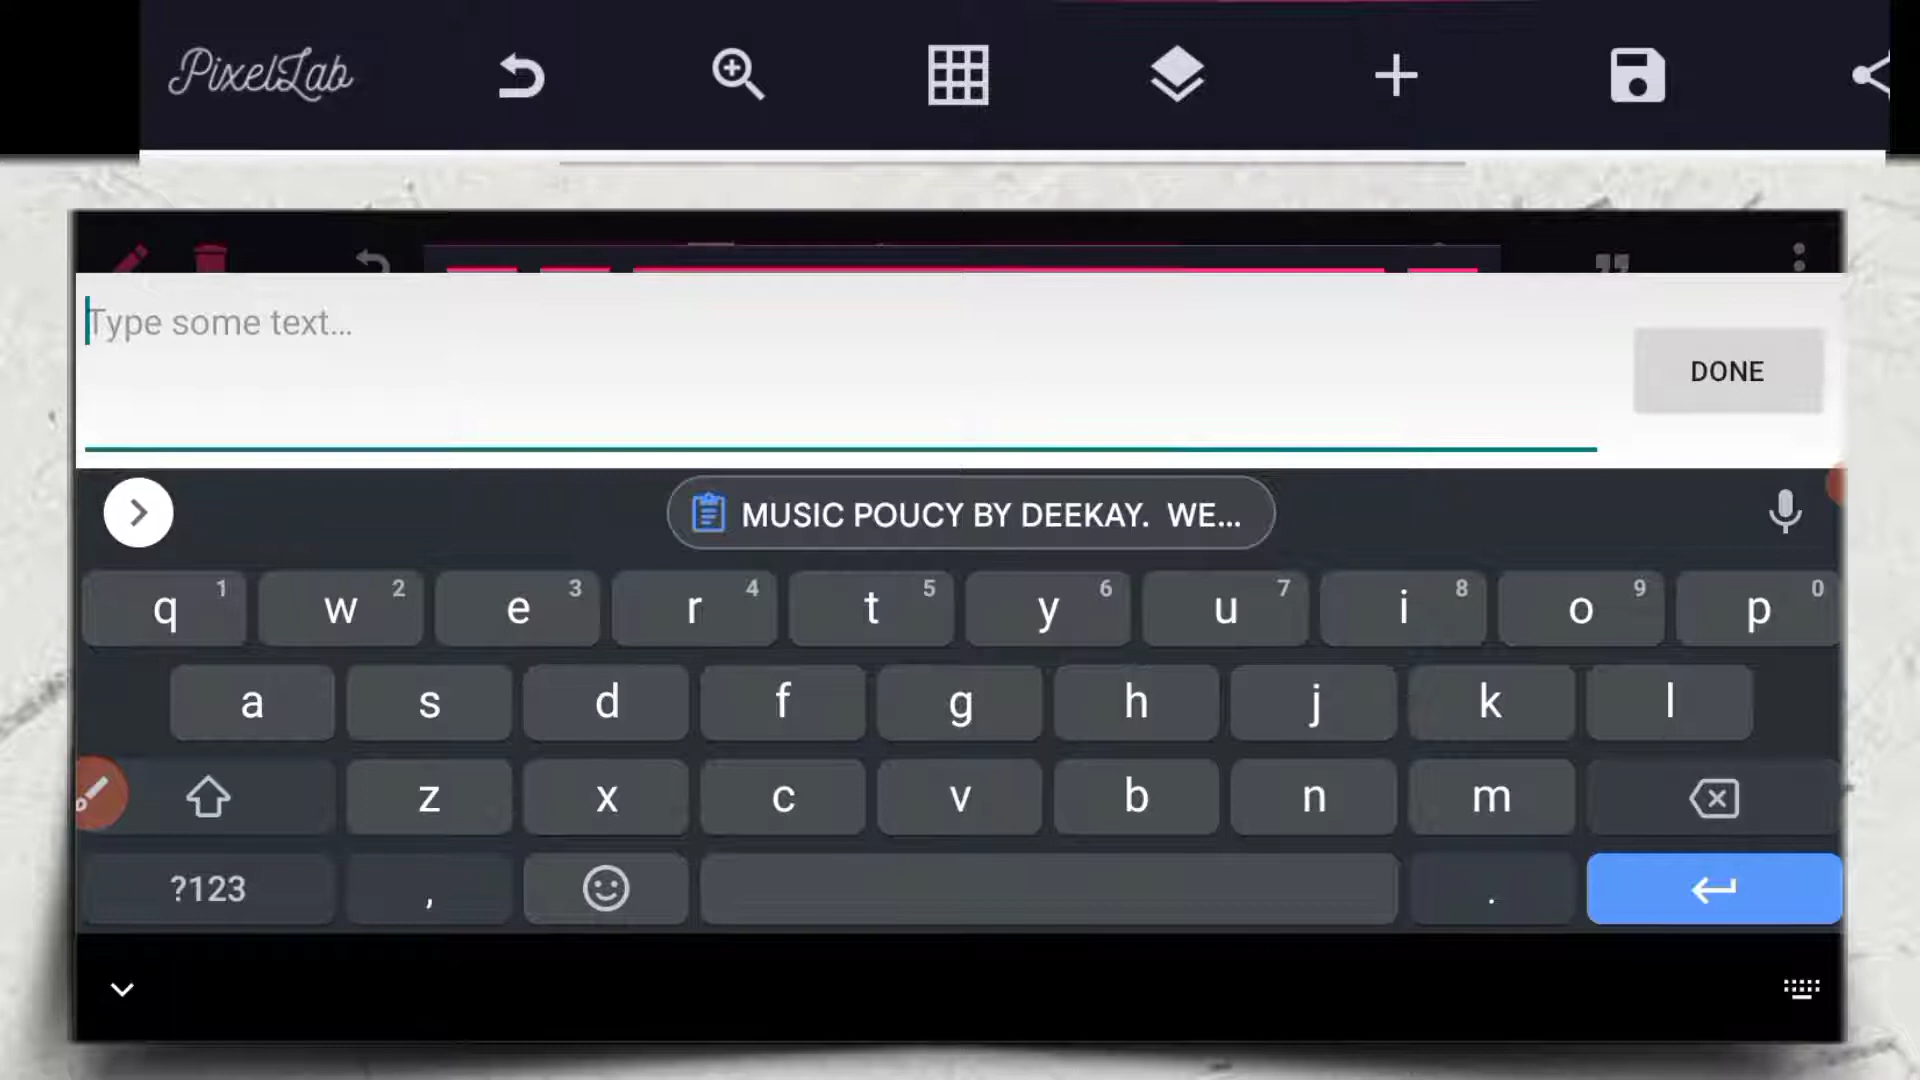 PixelLab
Type some text...
DONE
MUSIC POUCY BY DEEKAY. WE...
q 1 w 2 e 3 r 4 t 5 y 6 u 7 i 8 o 9 p 0
a s d f g h j k l
z x c v b n m
?123 , .